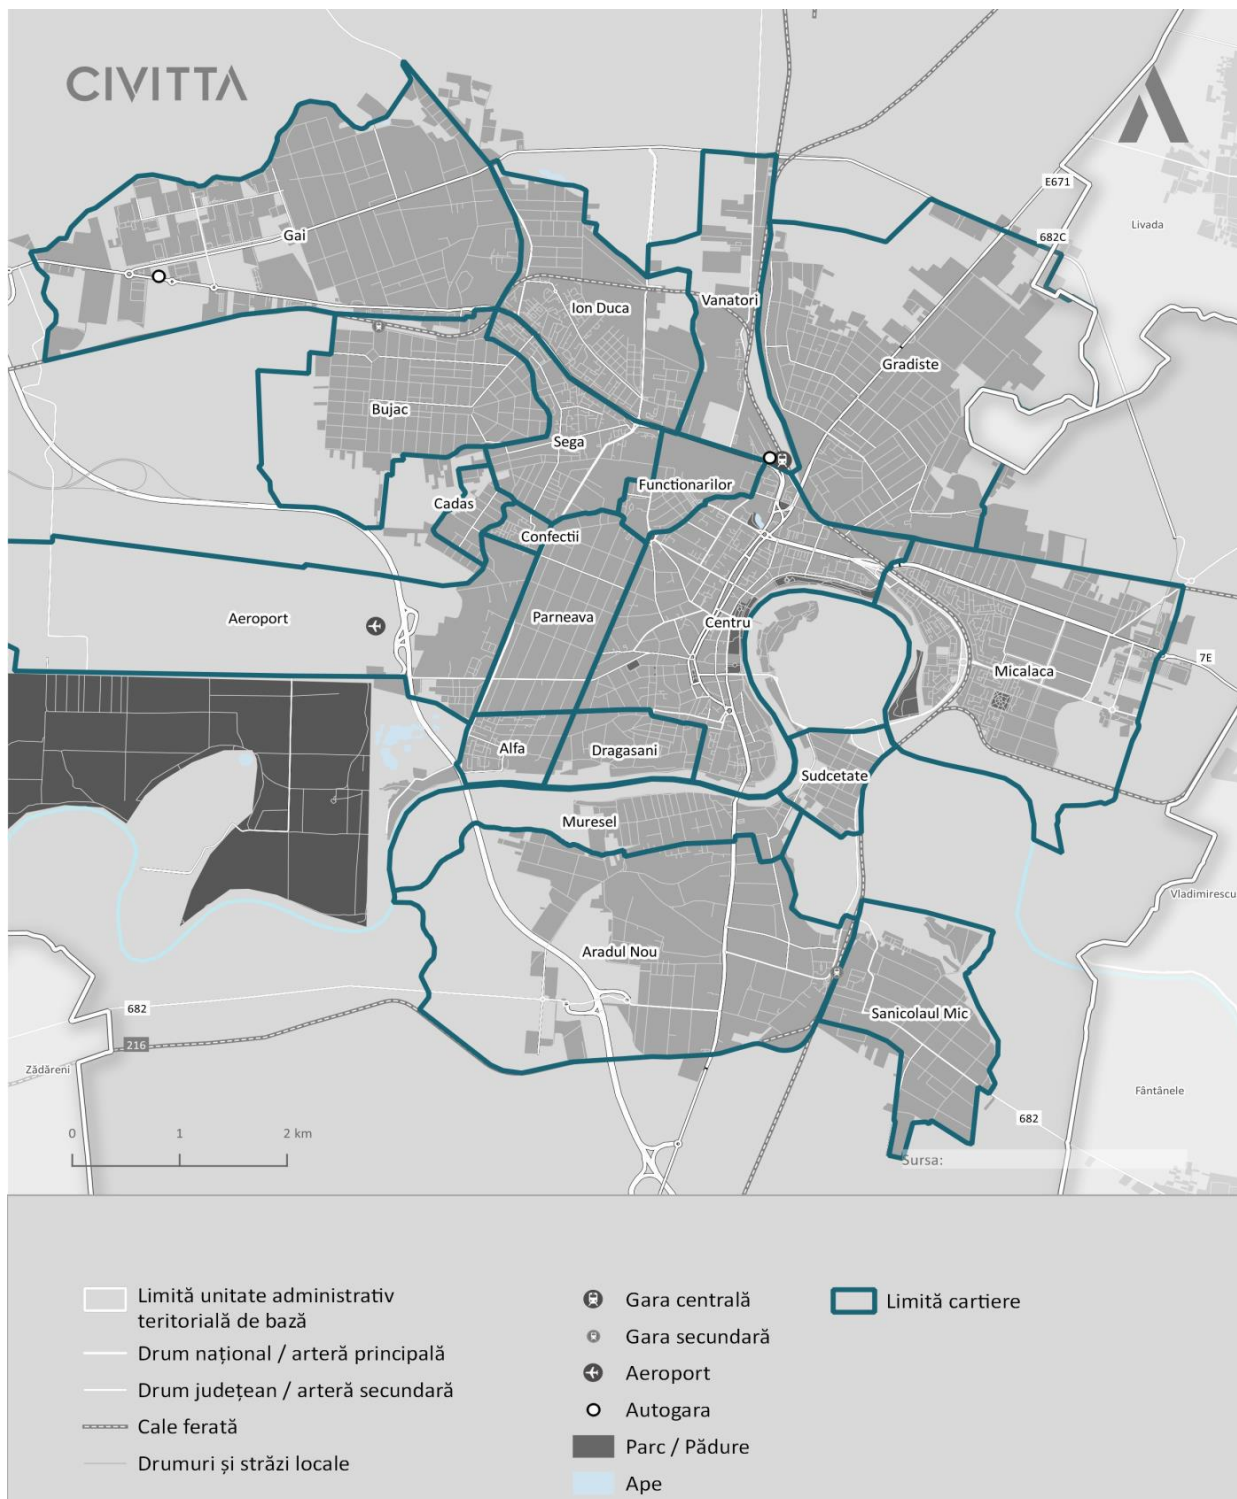 CIVITTA
E671
Livada
682C
Gai
Vanatori
Ion Duca
Gradiste
Bujac
Sega
Functionarilor
Cadas
Confectii
Aeroport
Parneava
Centru
7E
Micalaca
Alfa
Dragasani
Sudcetate
Muresel
Vladimirescu
Aradul Nou
682
Sanicolaul Mic
216
Zădăreni
Fântânele
682
0 1 2 km
Sursa:
Limită unitate administrativ
teritorială de bază
Drum național / arteră principală
Drum județean / arteră secundară
Cale ferată
Drumuri și străzi locale
Gara centrală
Gara secundară
Aeroport
Autogara
Parc / Pădure
Ape
Limită cartiere